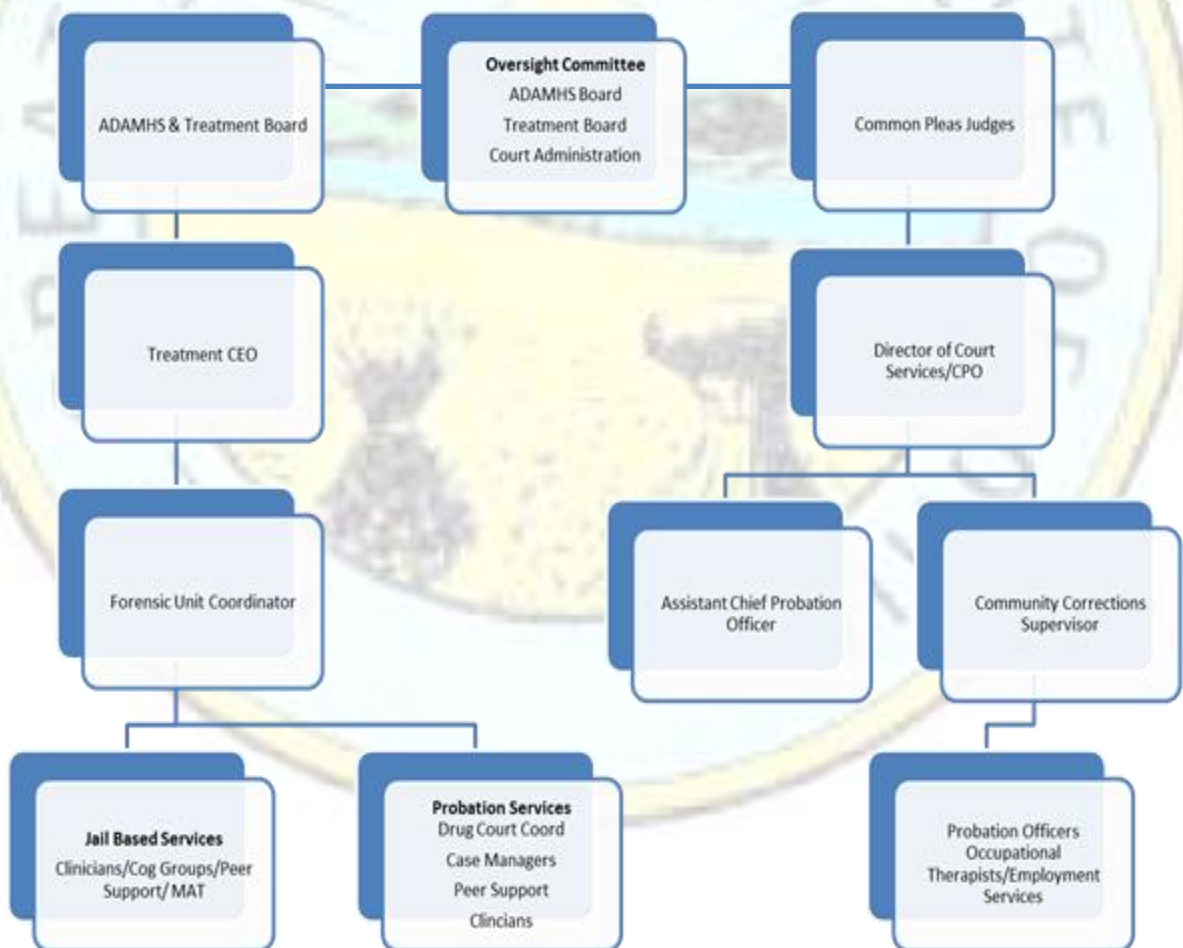 ADAMHS & Treatment Board
Oversight Committee
ADAMHS Board
Treatment Board
Court Administration
Common Pleas Judges
Treatment CEO
Director of Court
Services/CPO
Forensic Unit Coordinator
Assistant Chief Probation
Officer
Community Corrections
Supervisor
Jail Based Services
Clinicians/Cog Groups/Peer
Support/ MAT
Probation Services
Drug Court Coord
Case Managers
Peer Support
Clincians
Probation Officers
Occupational
Therapists/Employment
Services